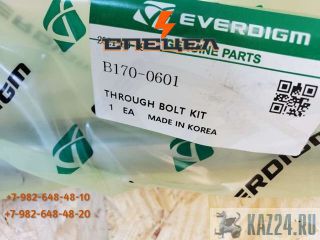 EVERDIGM
СПЕЦЕЛ
PARTS
B170-0601
THROUGH BOLT KIT
1 EA MADE IN KOREA
+7-982-648-48-10
+7-982-648-48-20
KAZ24.RU